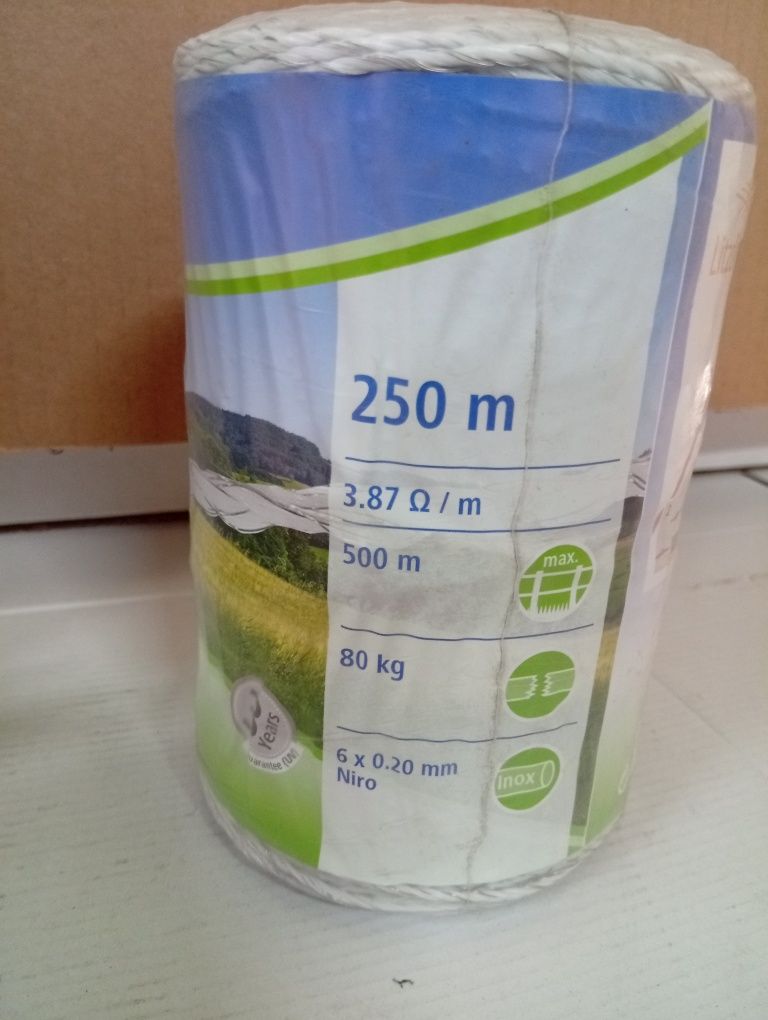 250 m
3.87 Ω / m
500 m
max.
80 kg
6 x 0.20 mm
Niro
Inox
Years